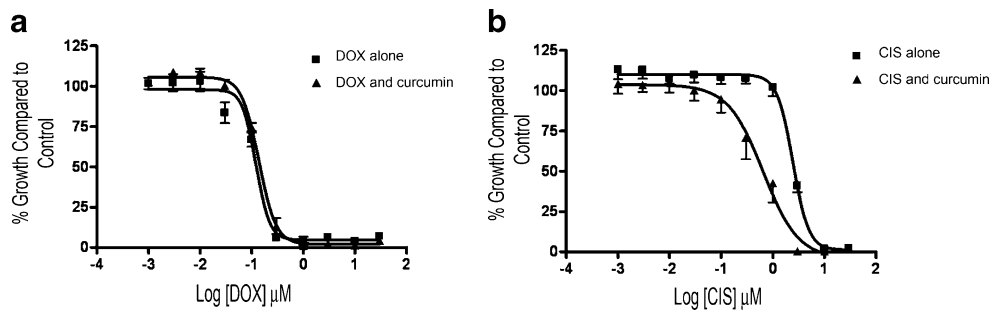 a
% Growth Compared to
Control
125
100
75
50
25
0
-4 -3 -2 -1 0 1 2
Log [DOX] μM
DOX alone
DOX and curcumin
b
% Growth Compared to
Control
125
100
75
50
25
0
-4 -3 -2 -1 0 1 2
Log [CIS] μM
CIS alone
CIS and curcumin